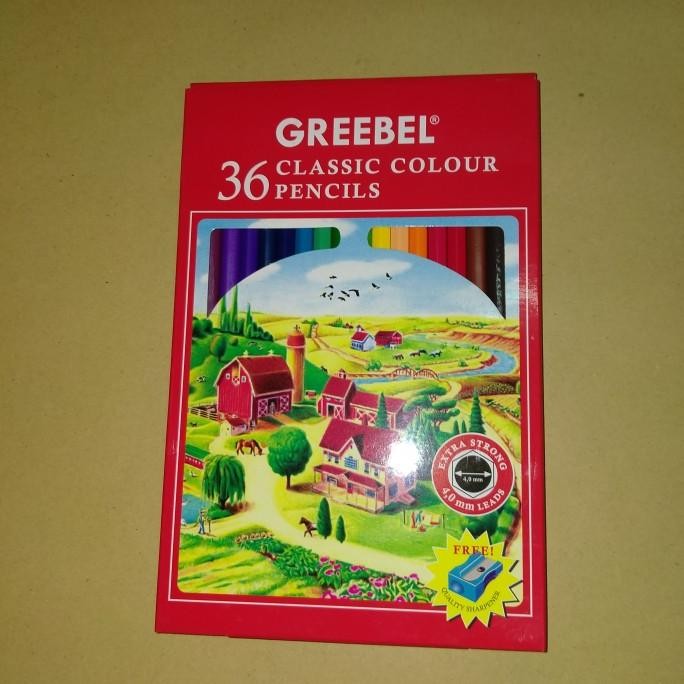 GREEBEL®
36 CLASSIC COLOUR
PENCILS
EXTRA STRONG
4,0 mm
4,0 mm LEADS
FREE!
QUALITY SHARPENER